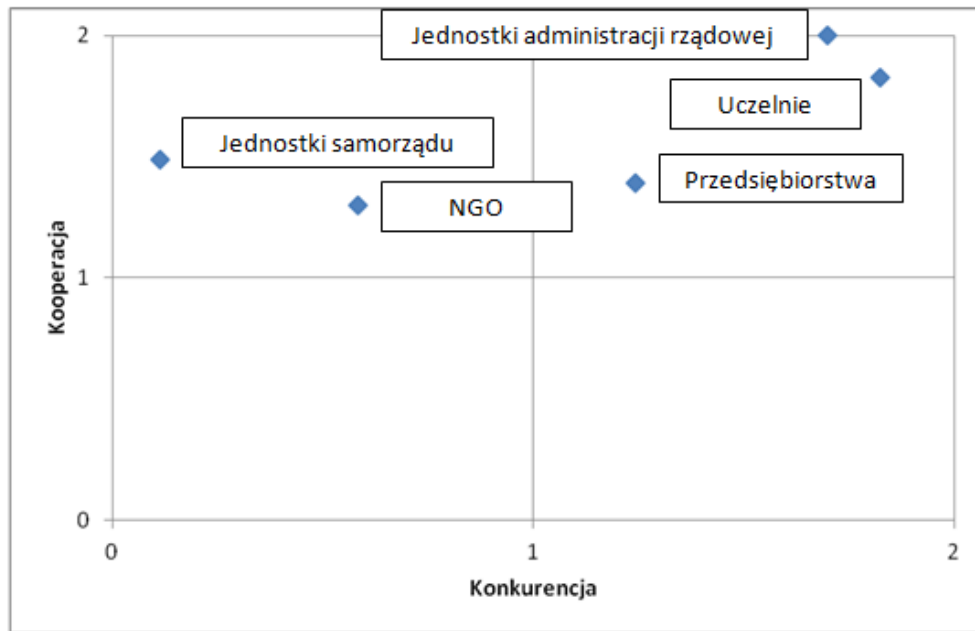 2
Jednostki administracji rządowej
Uczelnie
Jednostki samorządu
Przedsiębiorstwa
NGO
Kooperacja
1
0
0
1
2
Konkurencja